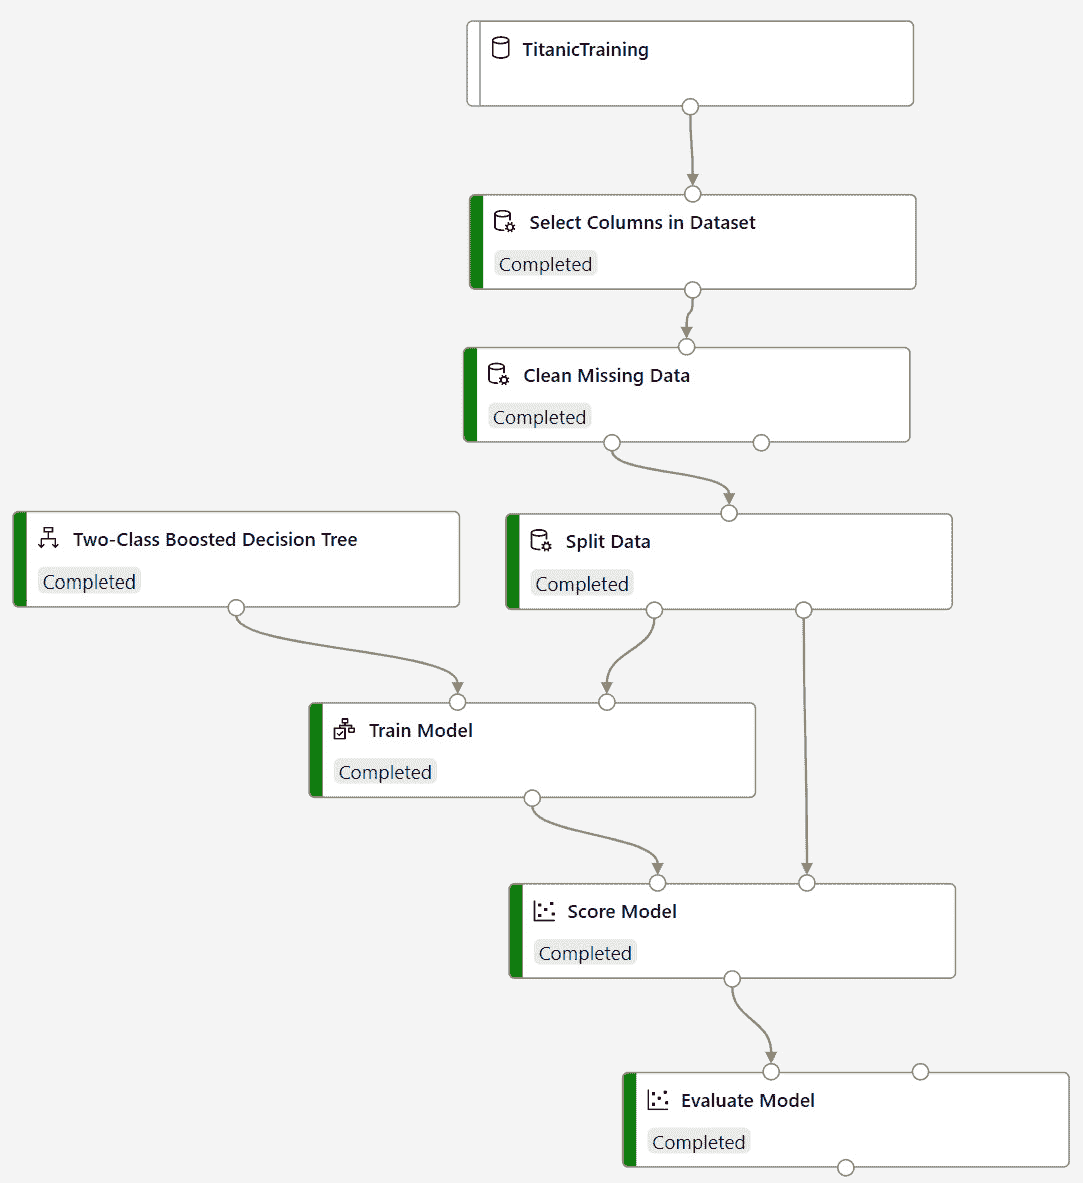 TitanicTraining
Select Columns in Dataset
Completed
Clean Missing Data
Completed
Two-Class Boosted Decision Tree
Completed
Split Data
Completed
Train Model
Completed
Score Model
Completed
Evaluate Model
Completed